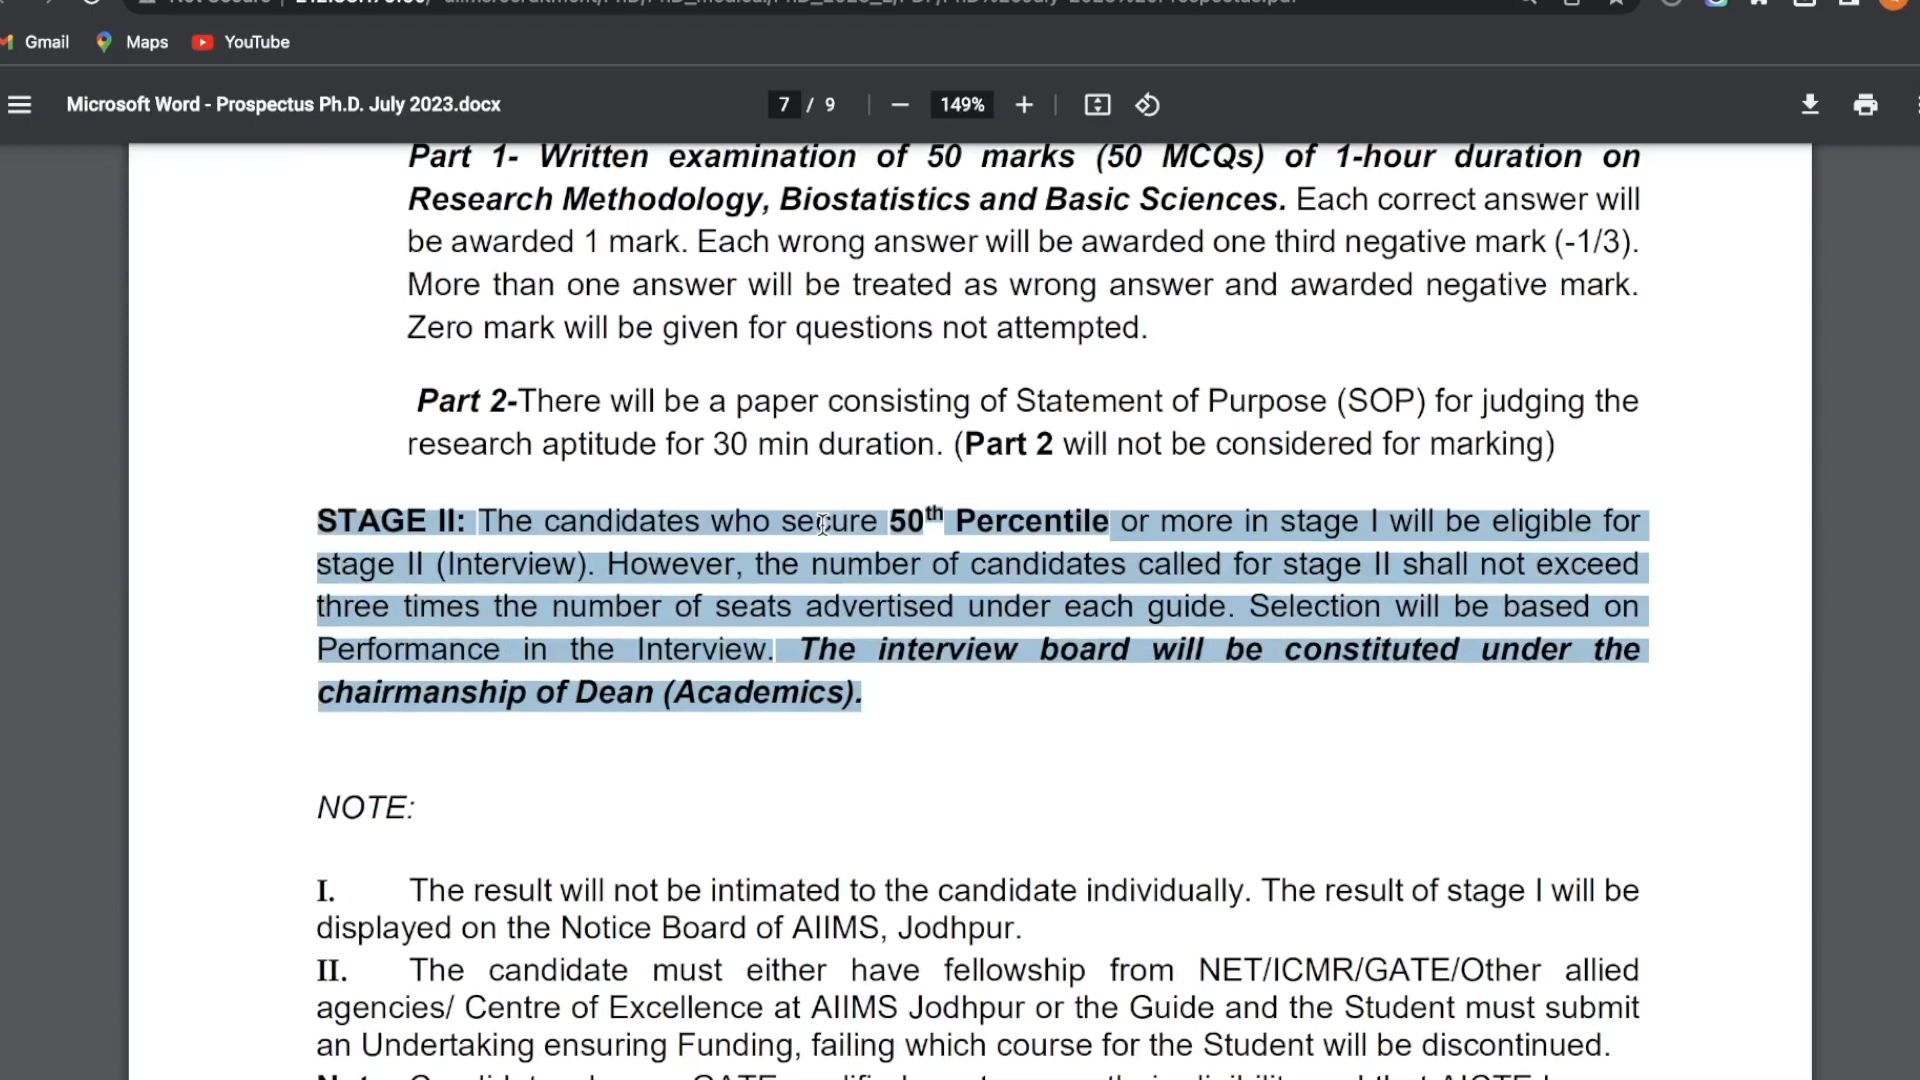 Gmail Maps YouTube
Microsoft Word - Prospectus Ph.D. July 2023.docx 7 / 9 149%
Part 1- Written examination of 50 marks (50 MCQs) of 1-hour duration on
Research Methodology, Biostatistics and Basic Sciences. Each correct answer will
be awarded 1 mark. Each wrong answer will be awarded one third negative mark (-1/3).
More than one answer will be treated as wrong answer and awarded negative mark.
Zero mark will be given for questions not attempted.
Part 2-There will be a paper consisting of Statement of Purpose (SOP) for judging the
research aptitude for 30 min duration. (Part 2 will not be considered for marking)
STAGE II: The candidates who secure 50th Percentile or more in stage I will be eligible for
stage II (Interview). However, the number of candidates called for stage II shall not exceed
three times the number of seats advertised under each guide. Selection will be based on
Performance in the Interview. The interview board will be constituted under the
chairmanship of Dean (Academics).
NOTE:
I. The result will not be intimated to the candidate individually. The result of stage I will be
displayed on the Notice Board of AIIMS, Jodhpur.
II. The candidate must either have fellowship from NET/ICMR/GATE/Other allied
agencies/ Centre of Excellence at AIIMS Jodhpur or the Guide and the Student must submit
an Undertaking ensuring Funding, failing which course for the Student will be discontinued.